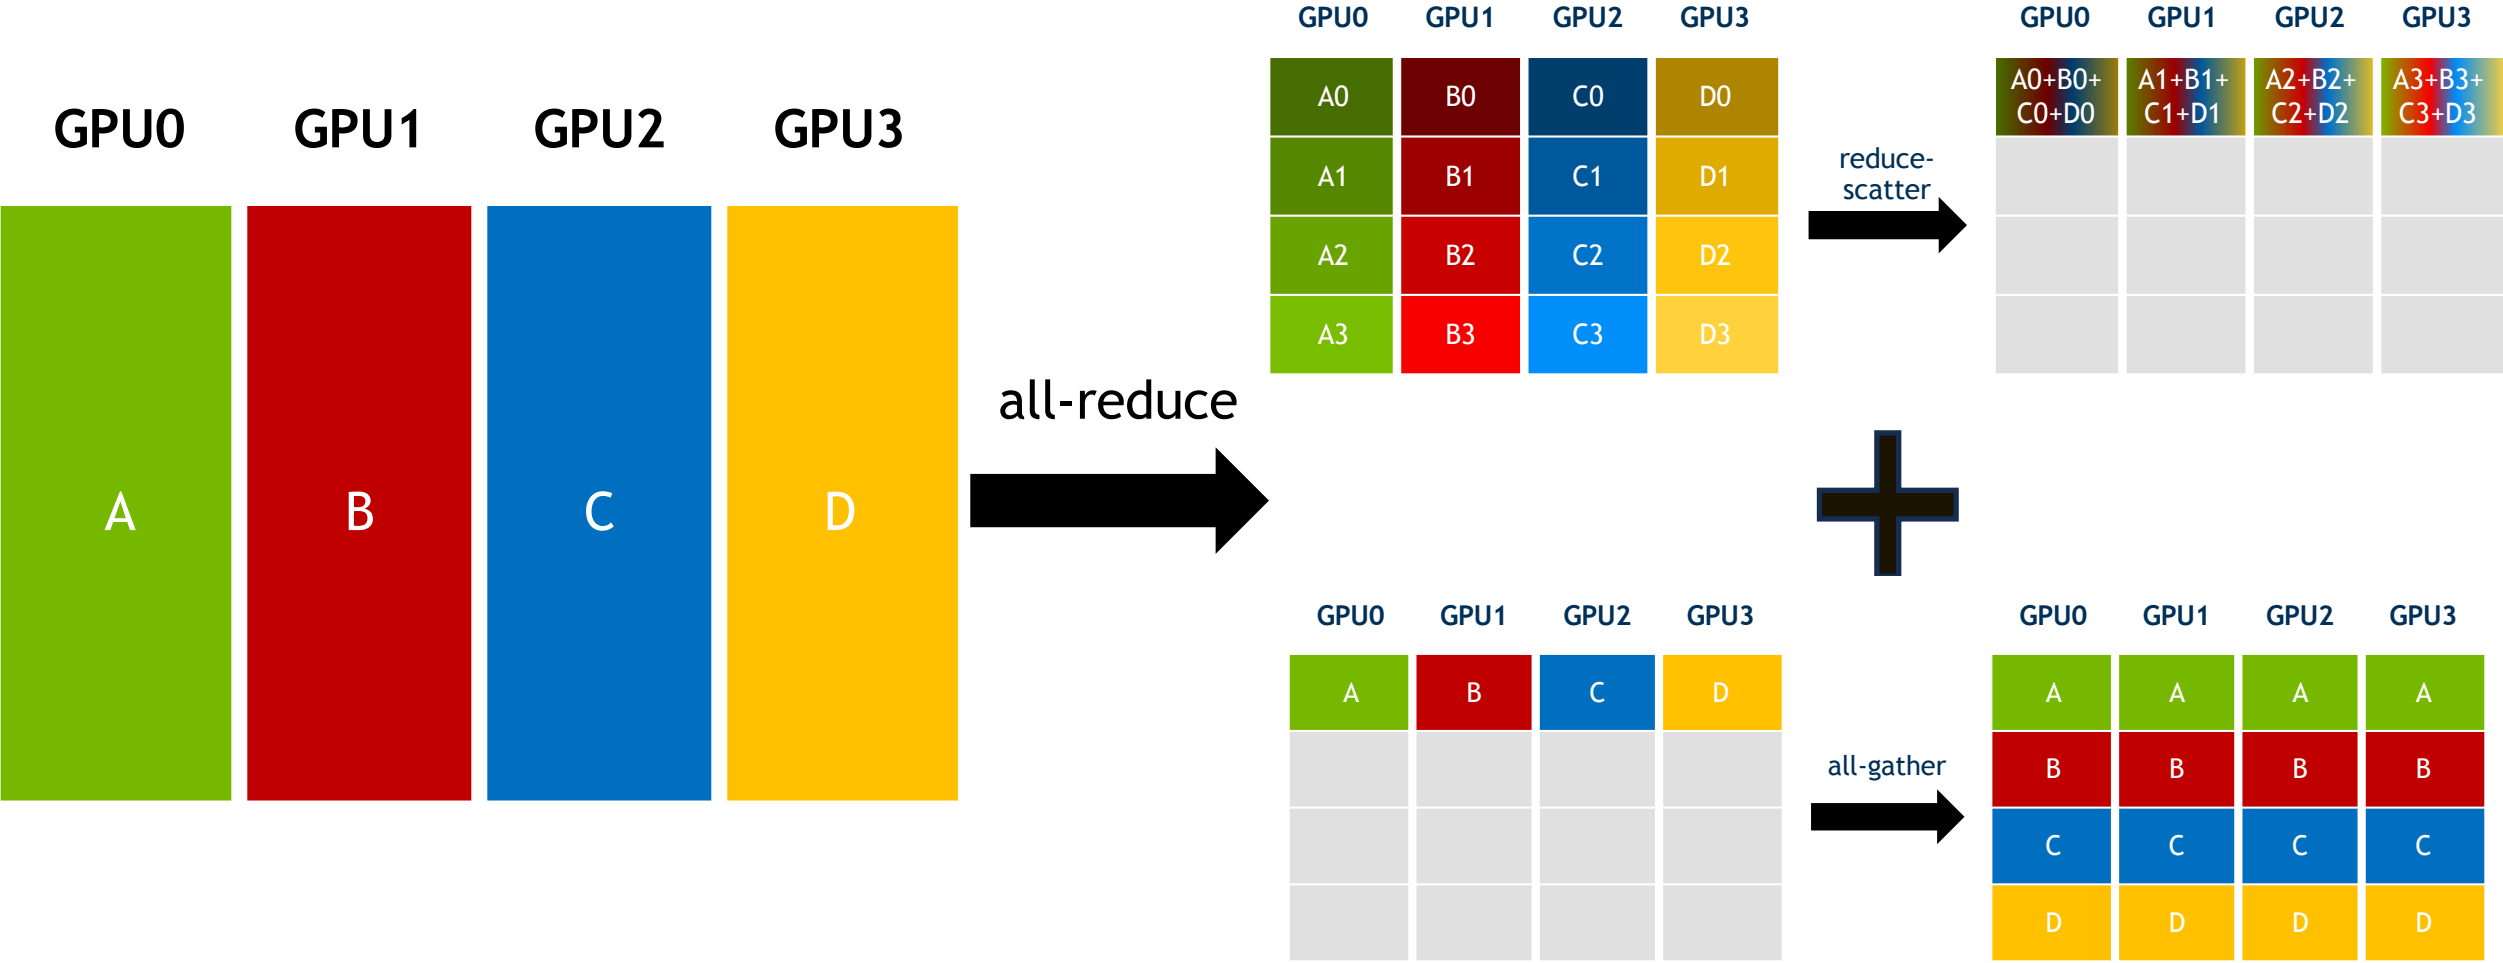 GPU0 GPU1 GPU2 GPU3
A B C D
all-reduce
GPU0 GPU1 GPU2 GPU3
A0 B0 C0 D0
A1 B1 C1 D1
A2 B2 C2 D2
A3 B3 C3 D3
reduce-
scatter
GPU0 GPU1 GPU2 GPU3
A0+B0+ A1+B1+ A2+B2+ A3+B3+
C0+D0 C1+D1 C2+D2 C3+D3
GPU0 GPU1 GPU2 GPU3
A B C D
all-gather
GPU0 GPU1 GPU2 GPU3
A A A A
B B B B
C C C C
D D D D